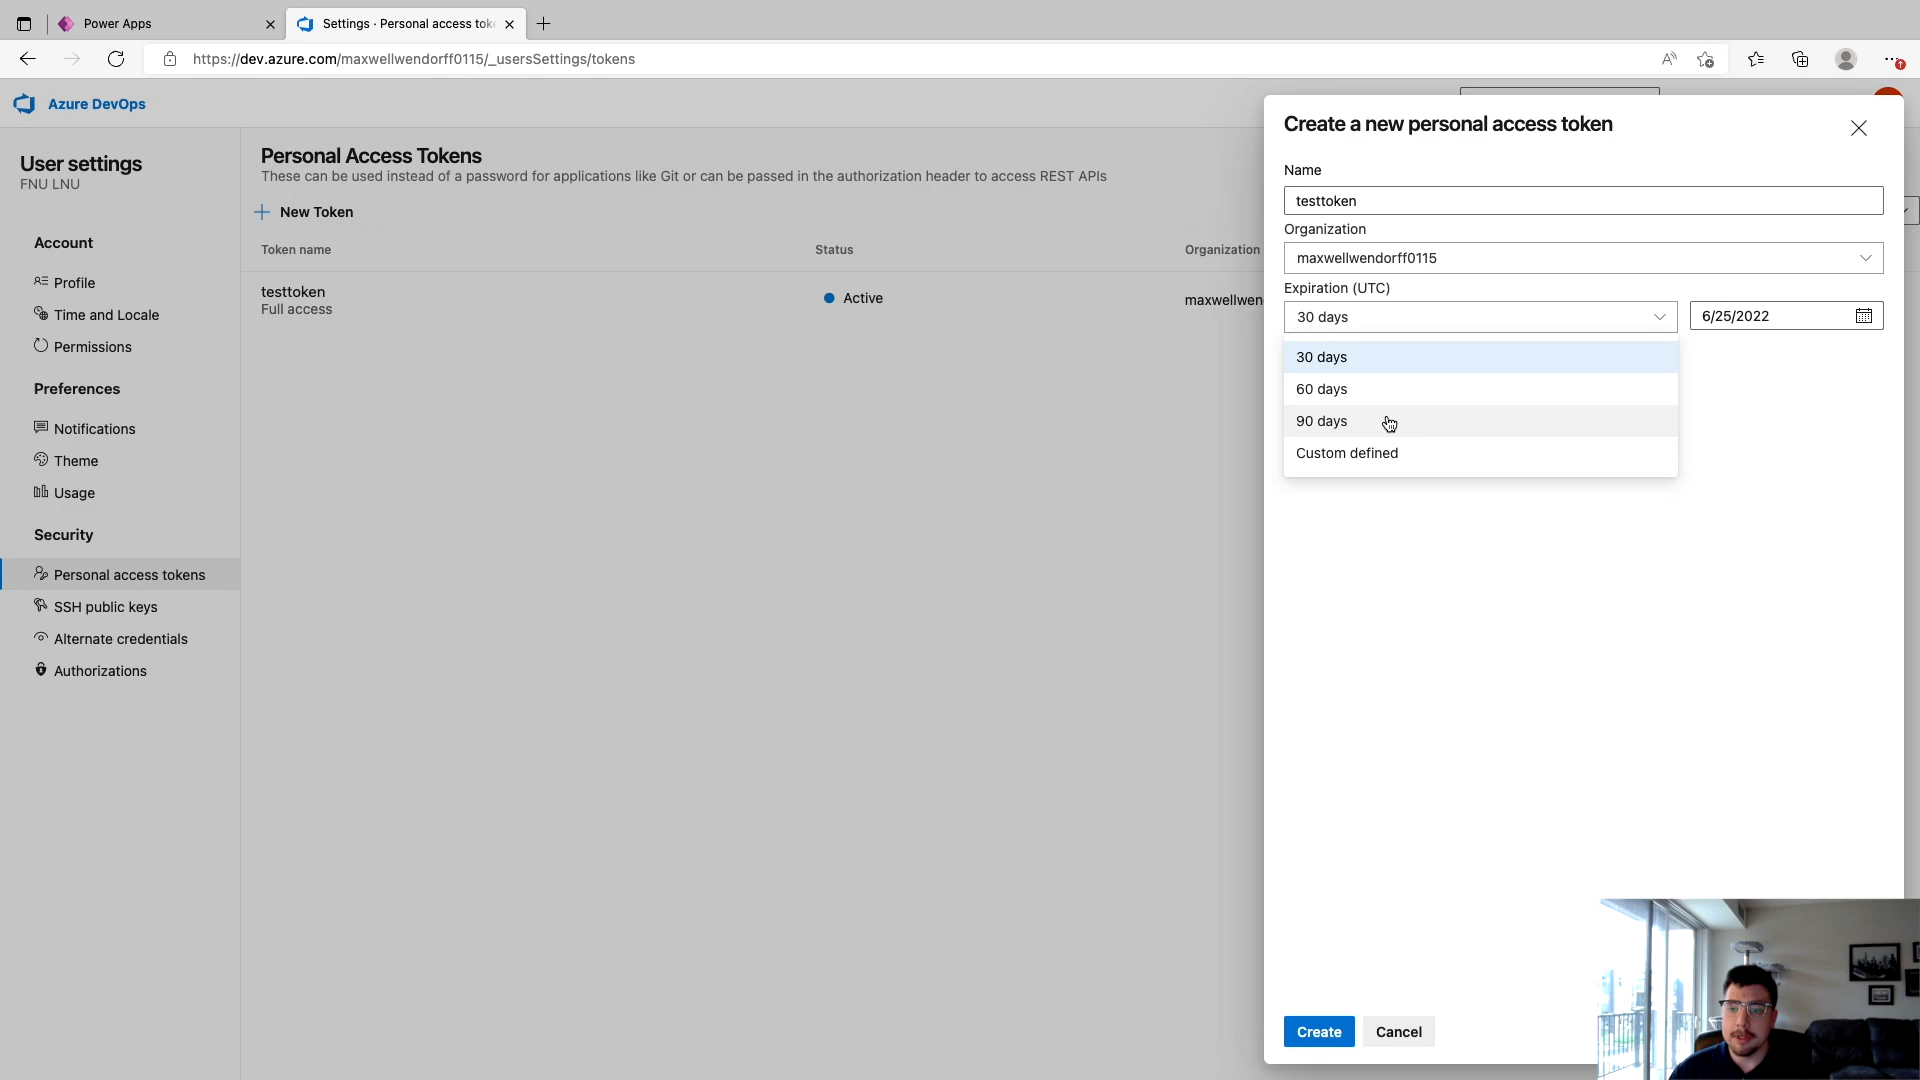 Power Apps
Settings · Personal access toke
https://dev.azure.com/maxwellwendorff0115/_usersSettings/tokens
Azure DevOps
User settings
FNU LNU
Account
Profile
Time and Locale
Permissions
Preferences
Notifications
Theme
Usage
Security
Personal access tokens
SSH public keys
Alternate credentials
Authorizations
Personal Access Tokens
These can be used instead of a password for applications like Git or can be passed in the authorization header to access REST APIs
New Token
Token name Status Organization
testtoken
Full access
Active
maxwellwen
Create a new personal access token
Name
testtoken
Organization
maxwellwendorff0115
Expiration (UTC)
30 days
6/25/2022
30 days
60 days
90 days
Custom defined
Create Cancel